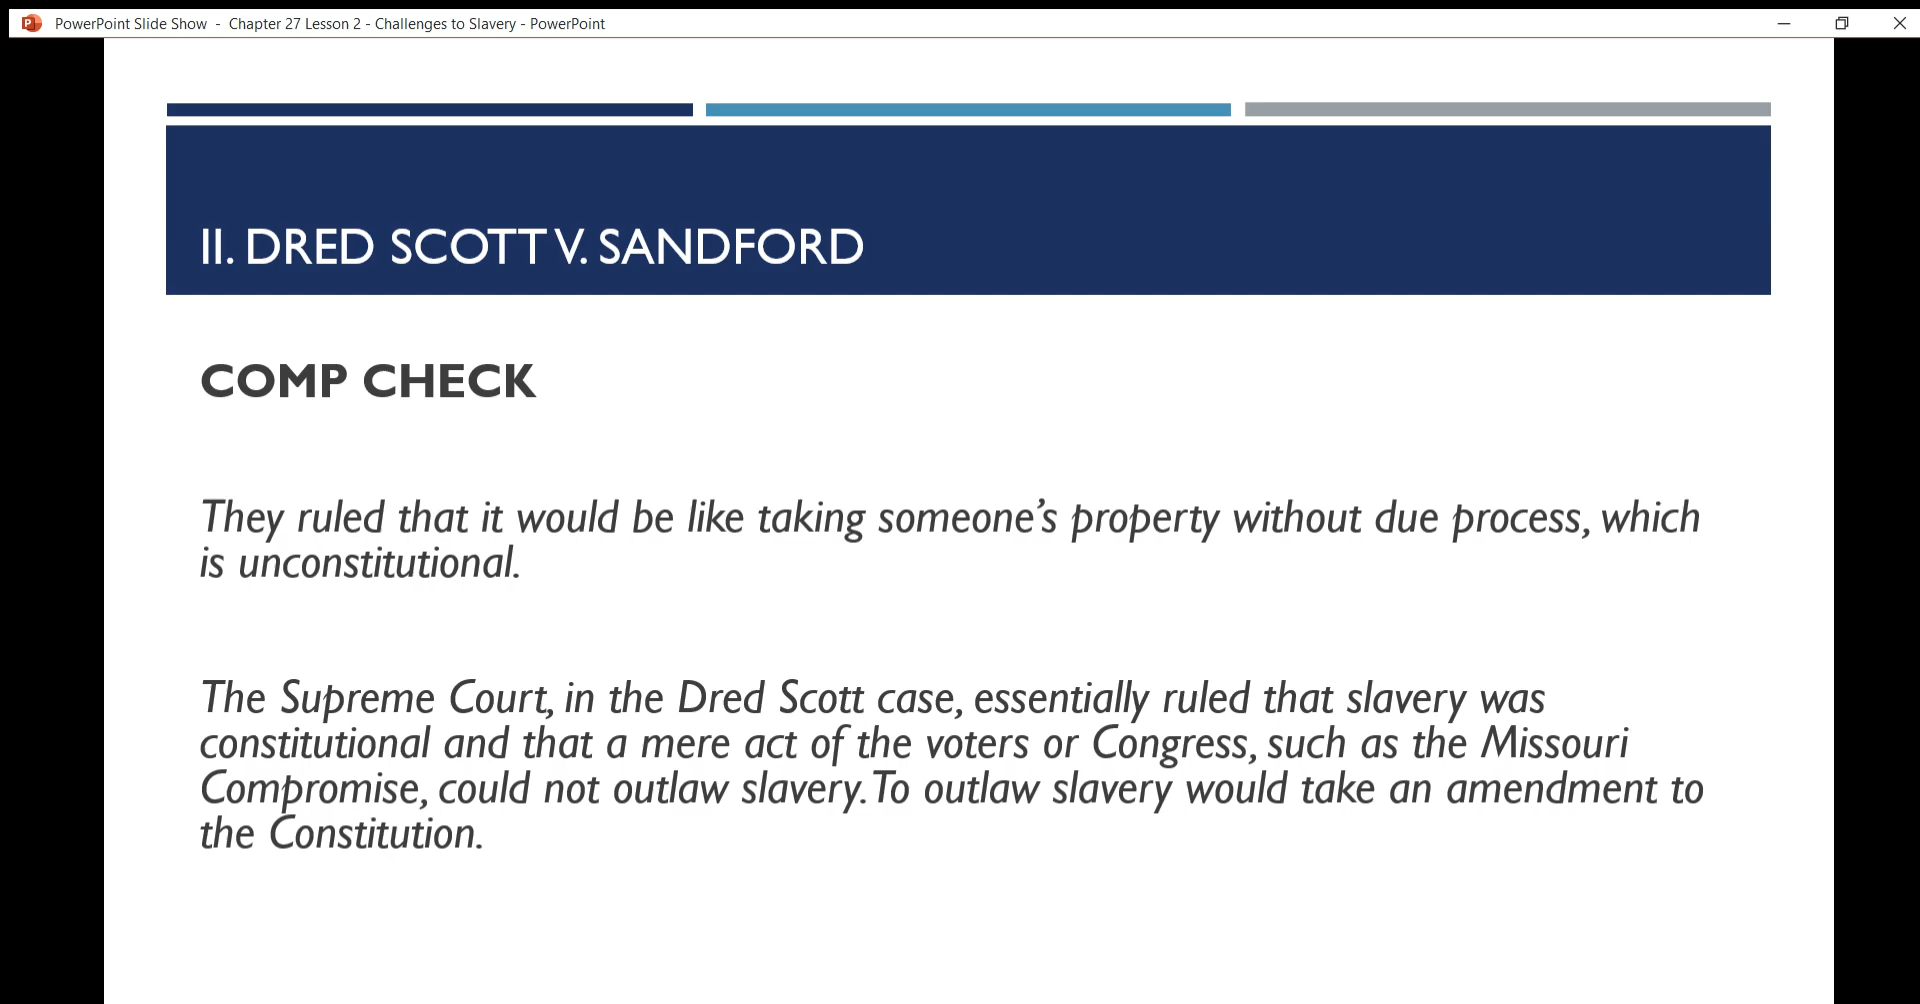 PowerPoint Slide Show - Chapter 27 Lesson 2 - Challenges to Slavery - PowerPoint
II. DRED SCOTT V. SANDFORD
COMP CHECK
They ruled that it would be like taking someone’s property without due process, which
is unconstitutional.
The Supreme Court, in the Dred Scott case, essentially ruled that slavery was
constitutional and that a mere act of the voters or Congress, such as the Missouri
Compromise, could not outlaw slavery. To outlaw slavery would take an amendment to
the Constitution.